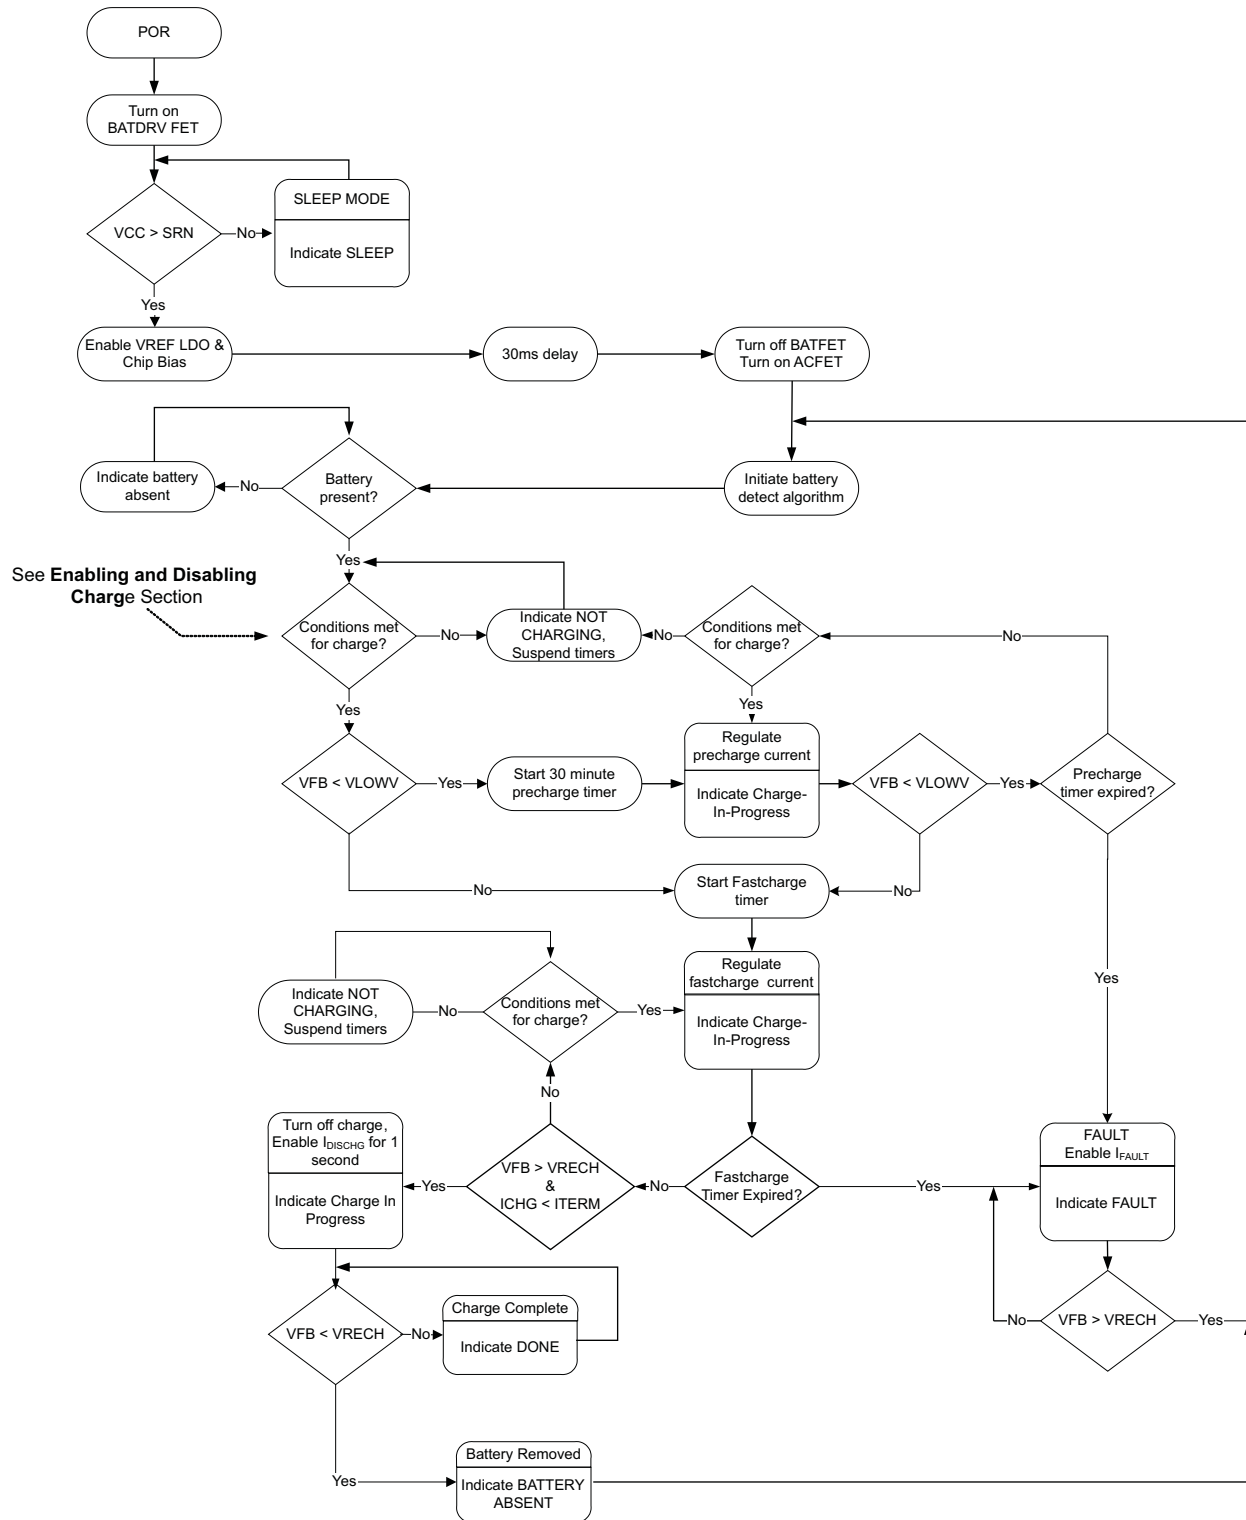 POR
Turn on
BATDRV FET
SLEEP MODE
VCC > SRN
No
Indicate SLEEP
Yes
Enable VREF LDO &
Chip Bias
30ms delay
Turn off BATFET
Turn on ACFET
Indicate battery
absent
No
Battery
present?
Initiate battery
detect algorithm
Yes
See Enabling and Disabling
Charge Section
Conditions met
for charge?
No
Indicate NOT
CHARGING,
Suspend timers
No
Conditions met
for charge?
No
Yes
Yes
VFB < VLOWV
Yes
Start 30 minute
precharge timer
Regulate
precharge current
Indicate Charge-
In-Progress
VFB < VLOWV
Yes
Precharge
timer expired?
No
Start Fastcharge
timer
No
Indicate NOT
CHARGING,
Suspend timers
No
Conditions met
for charge?
Yes
Regulate
fastcharge current
Indicate Charge-
In-Progress
Yes
No
Turn off charge,
Enable IDISCHG for 1
second
Indicate Charge In
Progress
Yes
VFB > VRECH
&
ICHG < ITERM
No
Fastcharge
Timer Expired?
Yes
FAULT
Enable IFAULT
Indicate FAULT
VFB < VRECH
No
Charge Complete
Indicate DONE
No
VFB > VRECH
Yes
Yes
Battery Removed
Indicate BATTERY
ABSENT